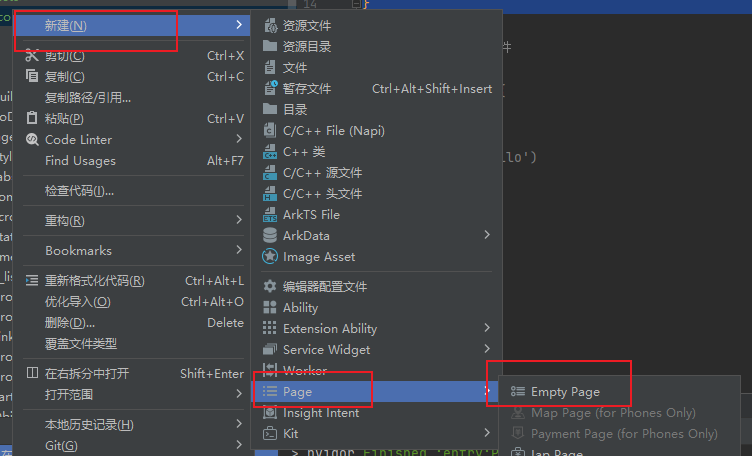 14
新建(N)
剪切(C) Ctrl+X
复制(C) Ctrl+C
复制路径/引用...
粘贴(P) Ctrl+V
Code Linter
Find Usages Alt+F7
检查代码(I)...
重构(R)
Bookmarks
重新格式化代码(R) Ctrl+Alt+L
优化导入(O) Ctrl+Alt+O
删除(D)... Delete
覆盖文件类型
在右拆分中打开 Shift+Enter
打开范围
本地历史记录(H)
Git(G)
资源文件
资源目录
文件
暂存文件 Ctrl+Alt+Shift+Insert
目录
C/C++ File (Napi)
C++ 类
C/C++ 源文件
C/C++ 头文件
ArkTS File
ArkData
Image Asset
编辑器配置文件
Ability
Extension Ability
Service Widget
Worker
Page
Insight Intent
Kit
Empty Page
Map Page (for Phones Only)
Payment Page (for Phones Only)
}
件
{
llo')
> hvigor Finished :entry:P